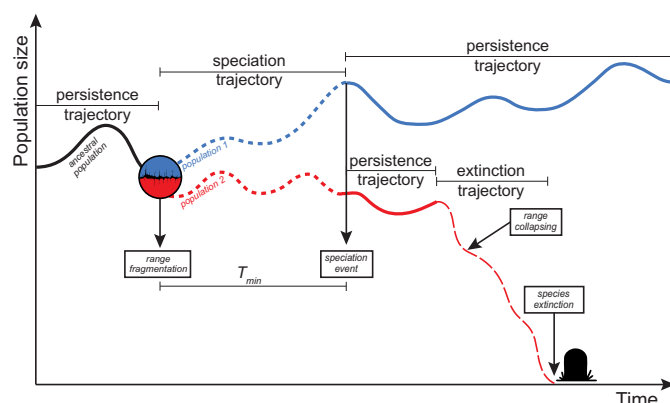 Population size
persistence
trajectory
ancestral
population
speciation
trajectory
persistence
trajectory
population 1
population 2
persistence
trajectory
extinction
trajectory
range
collapsing
range
fragmentation
T min
speciation
event
species
extinction
Time